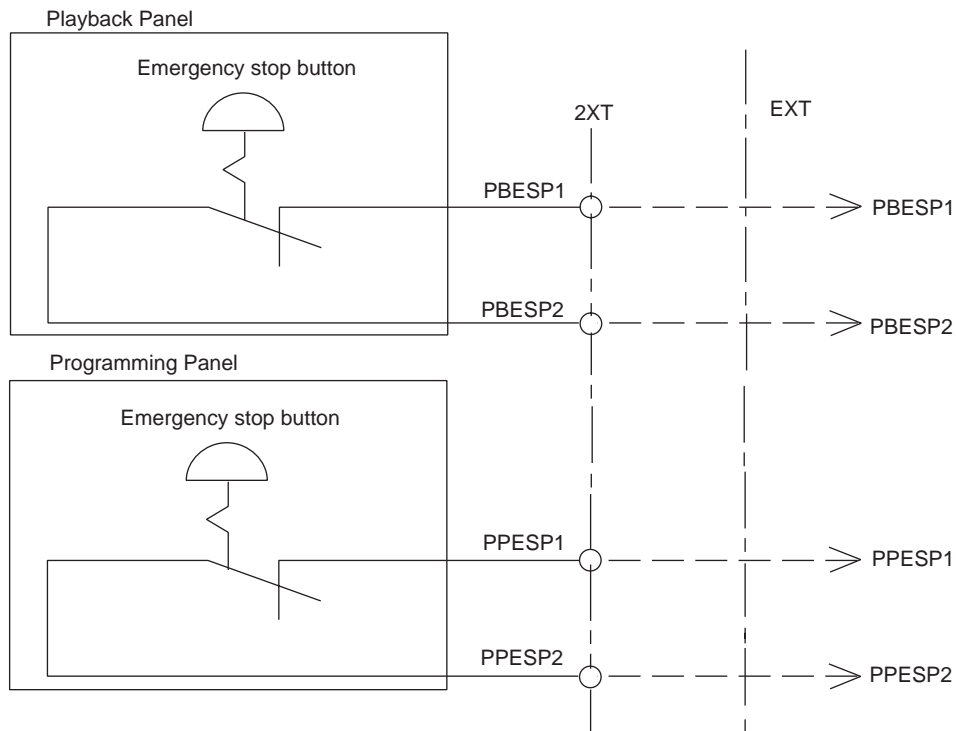 Playback Panel
Emergency stop button
2XT
EXT
PBESP1
PBESP1
PBESP2
PBESP2
Programming Panel
Emergency stop button
PPESP1
PPESP1
PPESP2
PPESP2